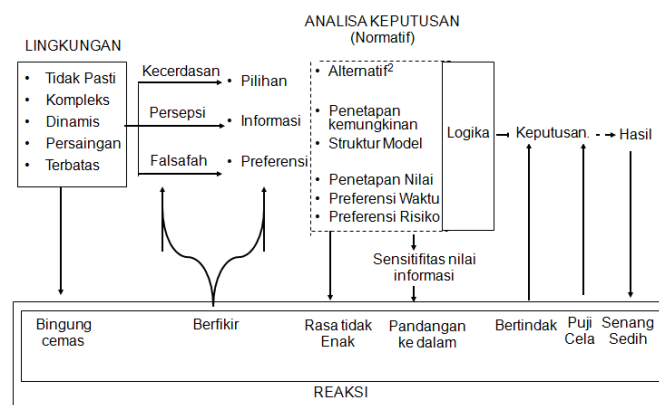 ANALISA KEPUTUSAN
(Normatif)
LINGKUNGAN
• Tidak Pasti
• Kompleks
• Dinamis
• Persaingan
• Terbatas
Kecerdasan
Persepsi
Falsafah
• Pilihan
• Informasi
• Preferensi
• Alternatif²
• Penetapan
kemungkinan
• Struktur Model
• Penetapan Nilai
• Preferensi Waktu
• Preferensi Risiko
Logika
Keputusan.
Hasil
Sensitifitas nilai
informasi
Bingung
cemas
Berfikir
Rasa tidak
Enak
Pandangan
ke dalam
Bertindak
Puji
Cela
Senang
Sedih
REAKSI